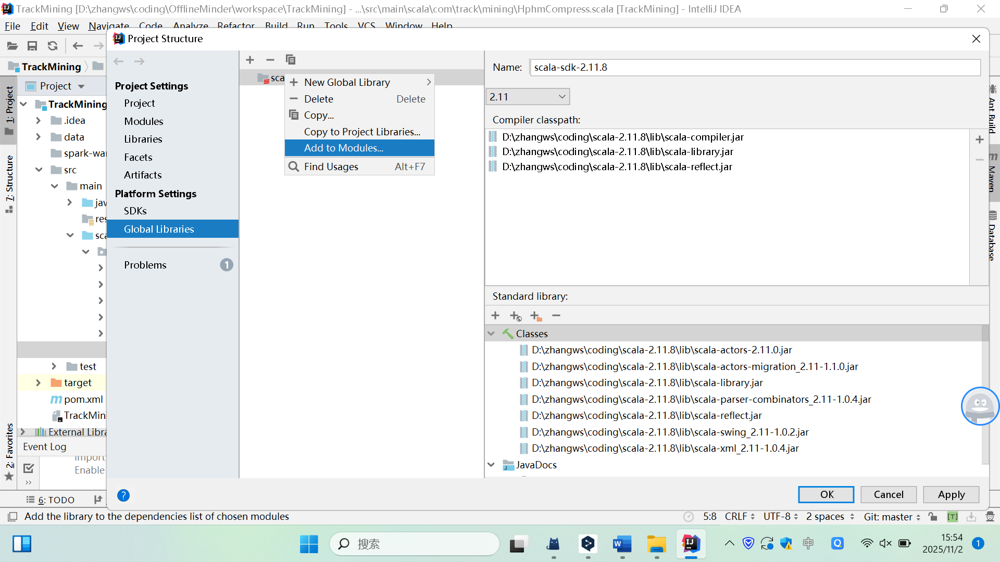 TrackMining [D:\zhangws\coding\OfflineMinder\workspace\TrackMining] - ...\src\main\scala\com\track\mining\HphmCompress.scala [TrackMining] - IntelliJ IDEA
File Edit View Navigate Code Analyze Refactor Build Run Tools VCS Window Help
Project Structure
TrackMining
Project
1: Project
7: Structure
2: Favorites
TrackMining
.idea
data
spark-war
src
main
jav
res
sca
test
target
pom.xml
TrackMini
External Libra
Event Log
Import
Enable
6: TODO
Project Settings
Project
Modules
Libraries
Facets
Artifacts
Platform Settings
SDKs
Global Libraries
Problems 1
sca
New Global Library
Delete Delete
Copy...
Copy to Project Libraries...
Add to Modules...
Find Usages Alt+F7
Name: scala-sdk-2.11.8
2.11
Compiler classpath:
D:\zhangws\coding\scala-2.11.8\lib\scala-compiler.jar
D:\zhangws\coding\scala-2.11.8\lib\scala-library.jar
D:\zhangws\coding\scala-2.11.8\lib\scala-reflect.jar
Standard library:
Classes
D:\zhangws\coding\scala-2.11.8\lib\scala-actors-2.11.0.jar
D:\zhangws\coding\scala-2.11.8\lib\scala-actors-migration_2.11-1.1.0.jar
D:\zhangws\coding\scala-2.11.8\lib\scala-library.jar
D:\zhangws\coding\scala-2.11.8\lib\scala-parser-combinators_2.11-1.0.4.jar
D:\zhangws\coding\scala-2.11.8\lib\scala-reflect.jar
D:\zhangws\coding\scala-2.11.8\lib\scala-swing_2.11-1.0.2.jar
D:\zhangws\coding\scala-2.11.8\lib\scala-xml_2.11-1.0.4.jar
JavaDocs
OK Cancel Apply
Ant Build
Maven
Database
Add the library to the dependencies list of chosen modules
5:8 CRLF UTF-8 2 spaces Git: master [T]
搜索
中
15:54
2025/11/2
1